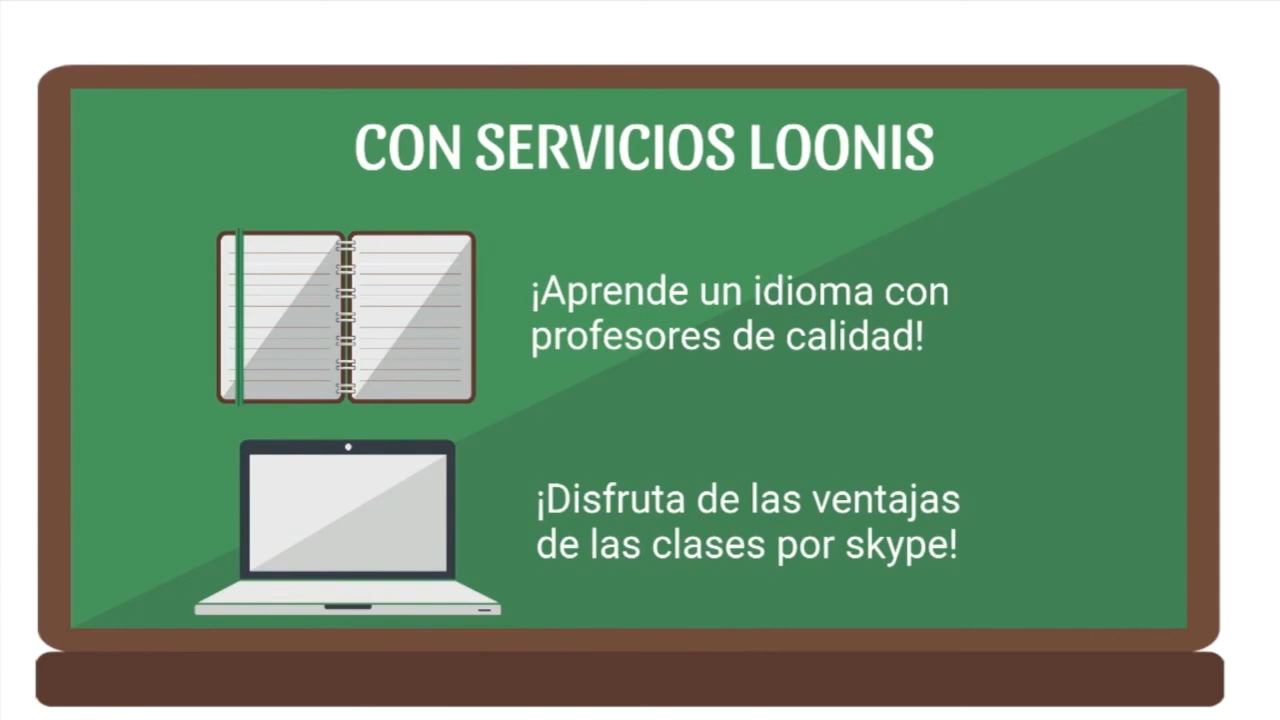 CON SERVICIOS LOONIS
¡Aprende un idioma con
profesores de calidad!
¡Disfruta de las ventajas
de las clases por skype!